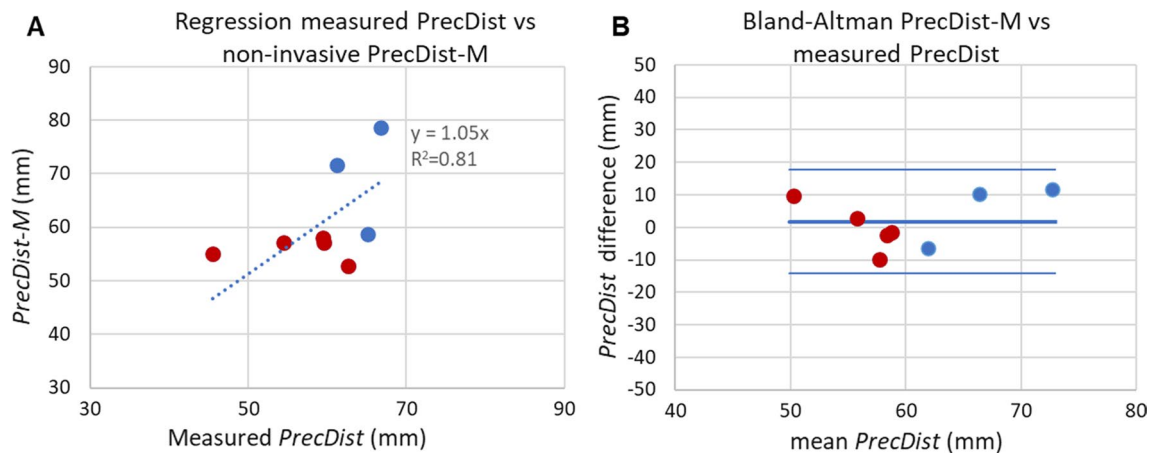 A
Regression measured PrecDist vs
non-invasive PrecDist-M
PrecDist-M (mm)
90
80
70
60
50
40
30
y = 1.05x
R²=0.81
30
50
70
90
Measured PrecDist (mm)
B
Bland-Altman PrecDist-M vs
measured PrecDist
PrecDist difference (mm)
50
40
30
20
10
0
-10
-20
-30
-40
-50
40
50
60
70
80
mean PrecDist (mm)